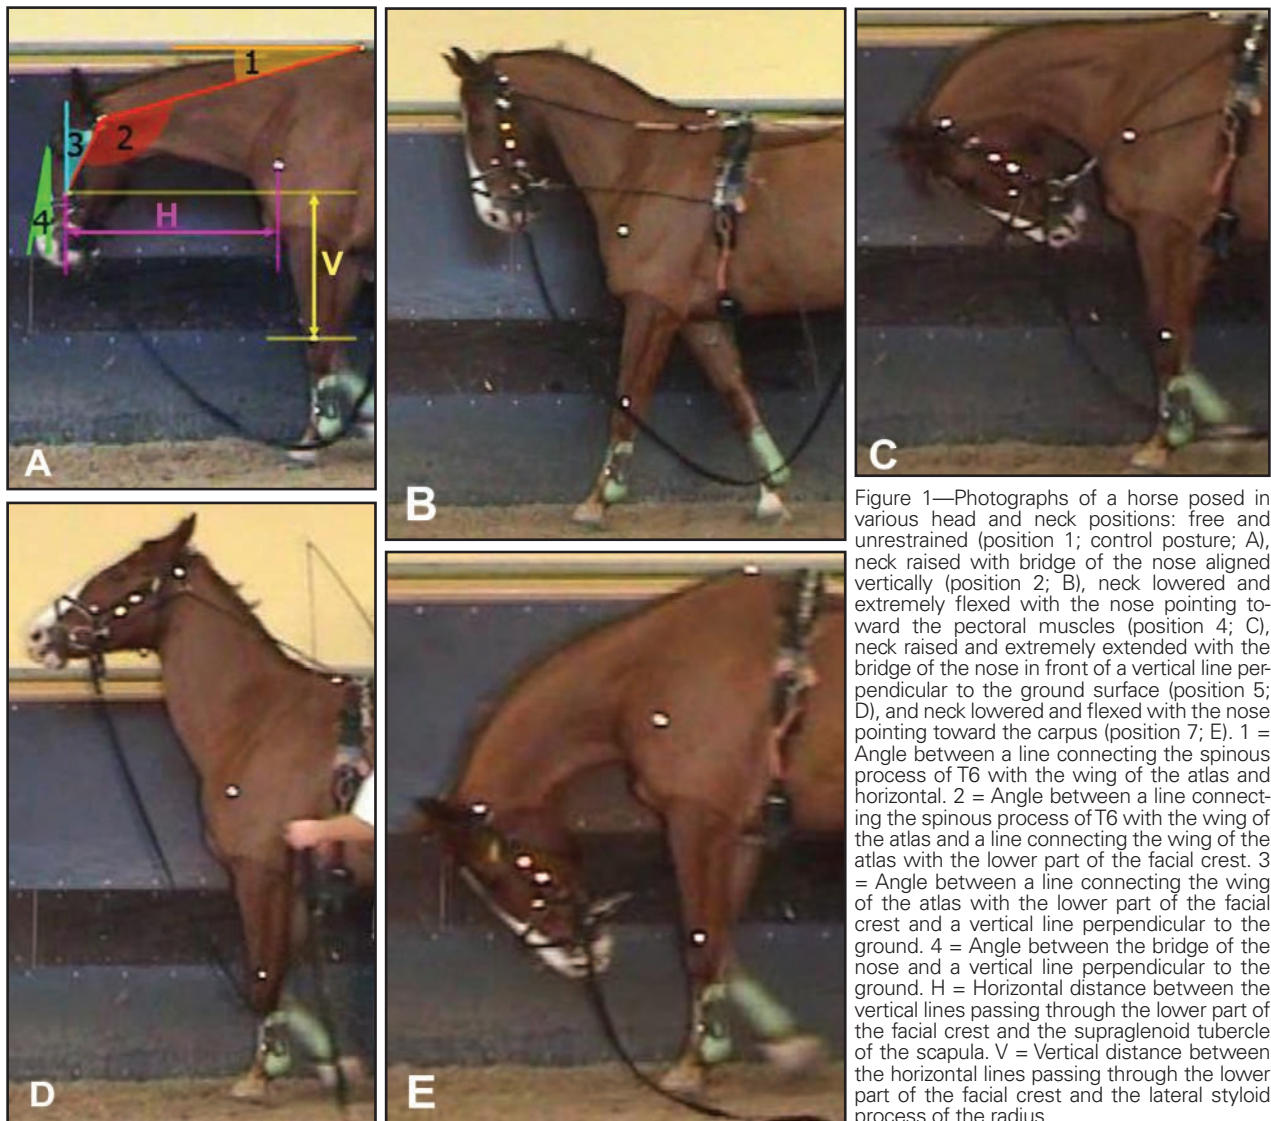 1
2
3
4
H
V
A
B
C
D
E
Figure 1—Photographs of a horse posed in
various head and neck positions: free and
unrestrained (position 1; control posture; A),
neck raised with bridge of the nose aligned
vertically (position 2; B), neck lowered and
extremely flexed with the nose pointing to-
ward the pectoral muscles (position 4; C),
neck raised and extremely extended with the
bridge of the nose in front of a vertical line per-
pendicular to the ground surface (position 5;
D), and neck lowered and flexed with the nose
pointing toward the carpus (position 7; E). 1 =
Angle between a line connecting the spinous
process of T6 with the wing of the atlas and
horizontal. 2 = Angle between a line connect-
ing the spinous process of T6 with the wing of
the atlas and a line connecting the wing of the
atlas with the lower part of the facial crest. 3
= Angle between a line connecting the wing
of the atlas with the lower part of the facial
crest and a vertical line perpendicular to the
ground. 4 = Angle between the bridge of the
nose and a vertical line perpendicular to the
ground. H = Horizontal distance between the
vertical lines passing through the lower part of
the facial crest and the supraglenoid tubercle
of the scapula. V = Vertical distance between
the horizontal lines passing through the lower
part of the facial crest and the lateral styloid
process of the radius.